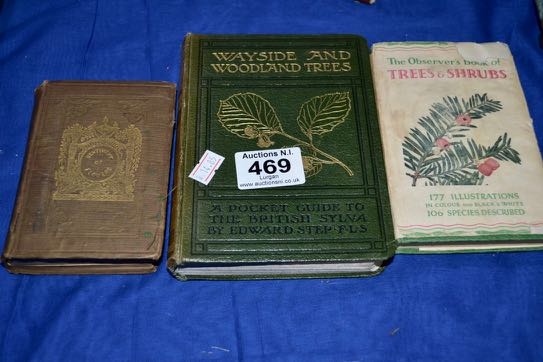 WAYSIDE AND
WOODLAND TREES
Auctions N.I.
469
Lurgan
www.auctionsni.co.uk
A POCKET GUIDE TO
THE BRITISH SYLVA
BY EDWARD STEP·F·L·S
The Observer's book of
TREES & SHRUBS
177 ILLUSTRATIONS
IN COLOUR AND BLACK & WHITE
106 SPECIES DESCRIBED